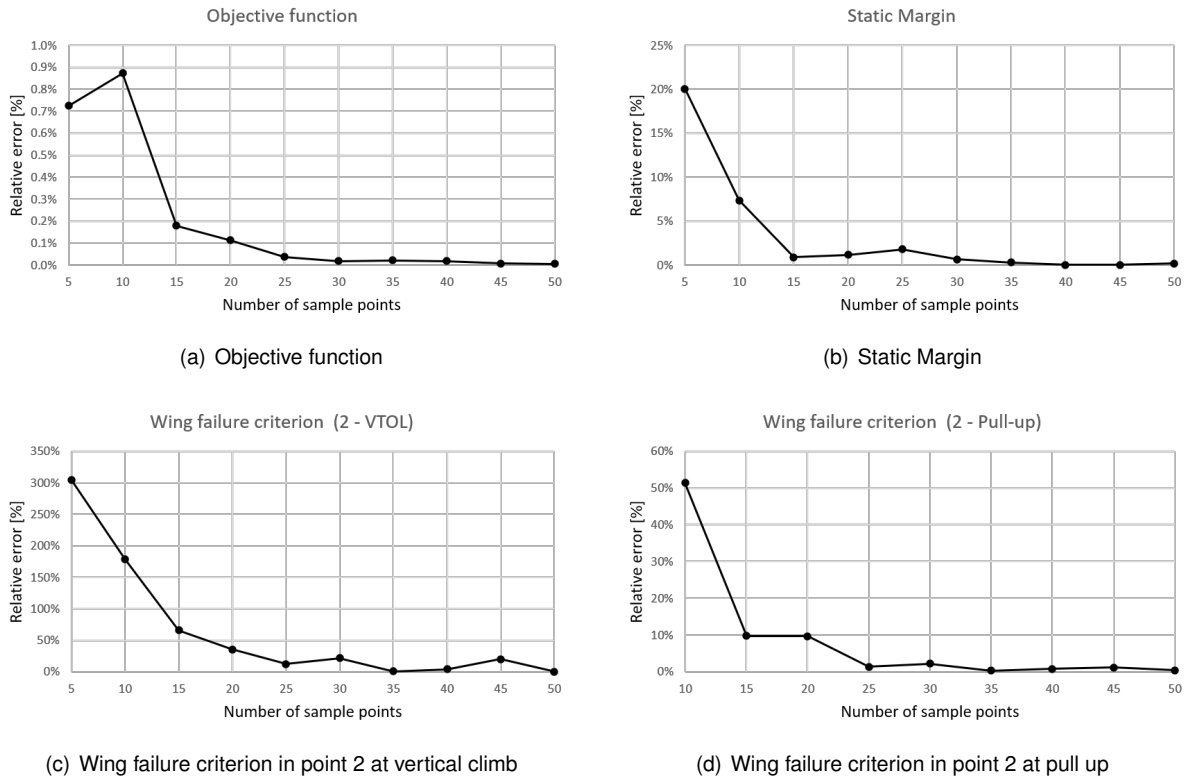 Objective function
1.0%
0.9%
0.8%
0.7%
0.6%
0.5%
0.4%
0.3%
0.2%
0.1%
0.0%
Relative error [%]
5 10 15 20 25 30 35 40 45 50
Number of sample points
(a) Objective function
Static Margin
25%
20%
15%
10%
5%
0%
Relative error [%]
5 10 15 20 25 30 35 40 45 50
Number of sample points
(b) Static Margin
Wing failure criterion (2 - VTOL)
350%
300%
250%
200%
150%
100%
50%
0%
Relative error [%]
5 10 15 20 25 30 35 40 45 50
Number of sample points
(c) Wing failure criterion in point 2 at vertical climb
Wing failure criterion (2 - Pull-up)
60%
50%
40%
30%
20%
10%
0%
Relative error [%]
10 15 20 25 30 35 40 45 50
Number of sample points
(d) Wing failure criterion in point 2 at pull up